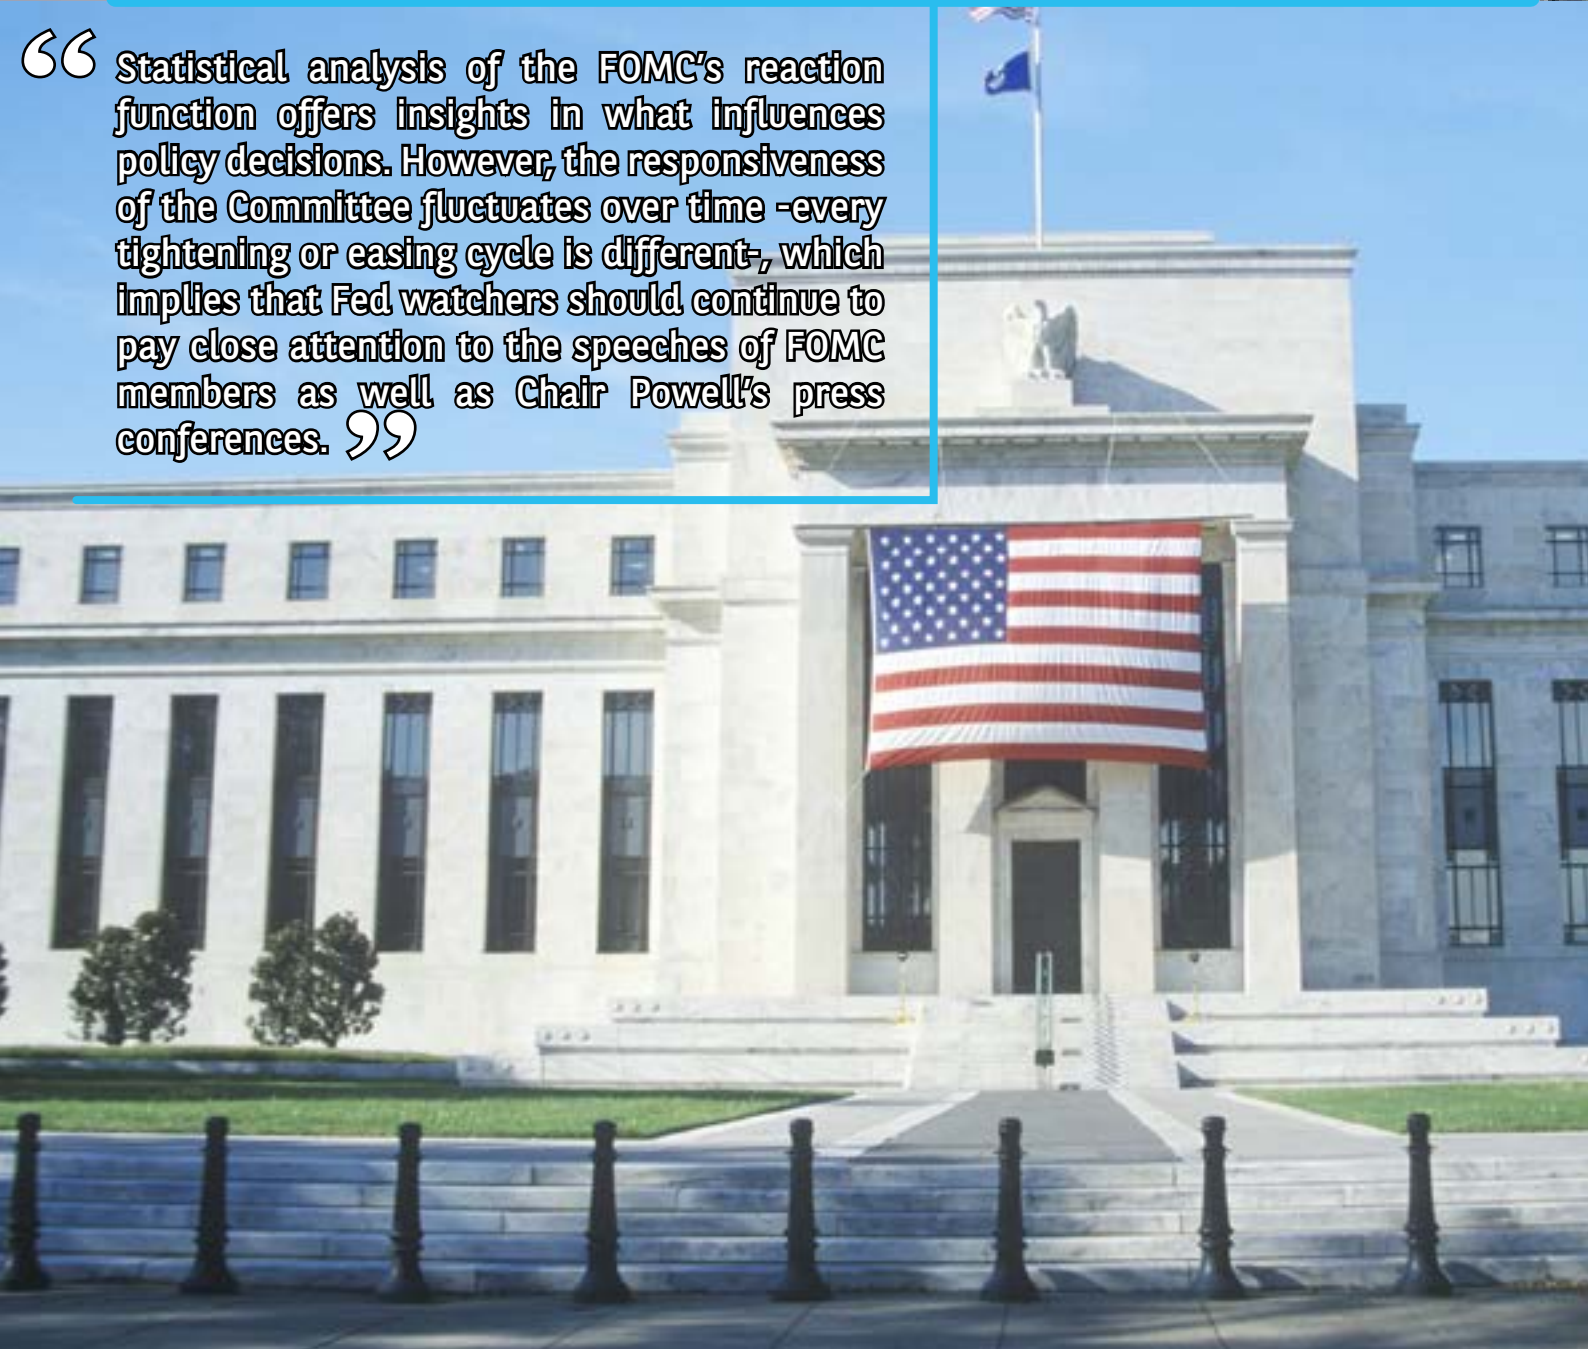 “ Statistical analysis of the FOMC’s reaction
function offers insights in what influences
policy decisions. However, the responsiveness
of the Committee fluctuates over time -every
tightening or easing cycle is different-, which
implies that Fed watchers should continue to
pay close attention to the speeches of FOMC
members as well as Chair Powell’s press
conferences. ”